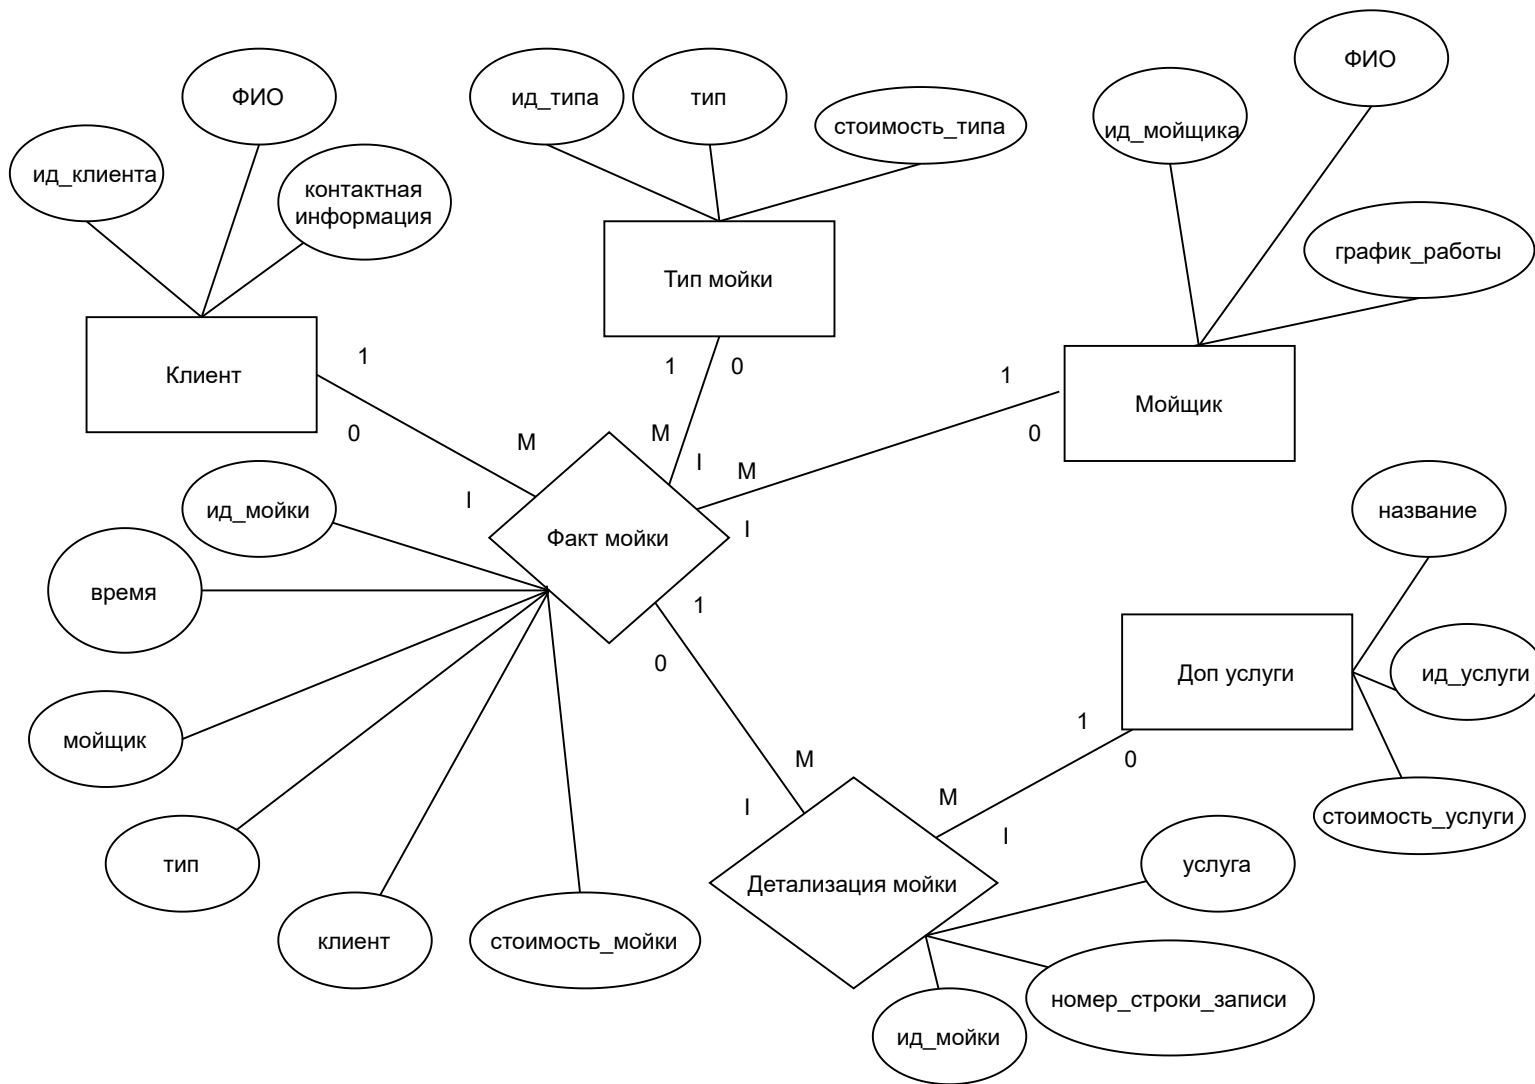 ФИО
ФИО
ид_типа
тип
стоимость_типа
ид_мойщика
ид_клиента
контактная
информация
график_работы
Тип мойки
Клиент
Мойщик
1
1
0
1
0
M
M
0
I
I
M
ид_мойки
Факт мойки
I
название
время
1
0
Доп услуги
ид_услуги
мойщик
1
0
M
I
M
I
стоимость_услуги
тип
услуга
Детализация мойки
клиент
стоимость_мойки
номер_строки_записи
ид_мойки